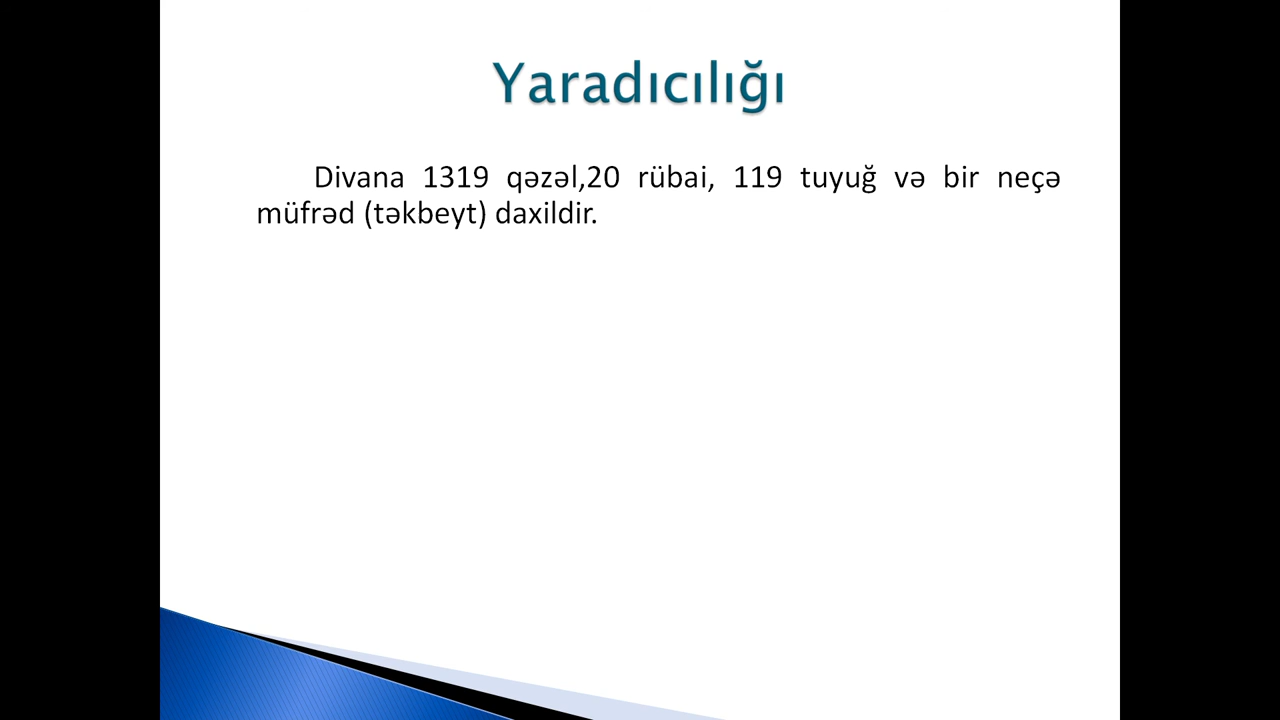 Yaradıcılığı
Divana 1319 qəzəl,20 rübai, 119 tuyuğ və bir neçə
müfrəd (təkbeyt) daxildir.